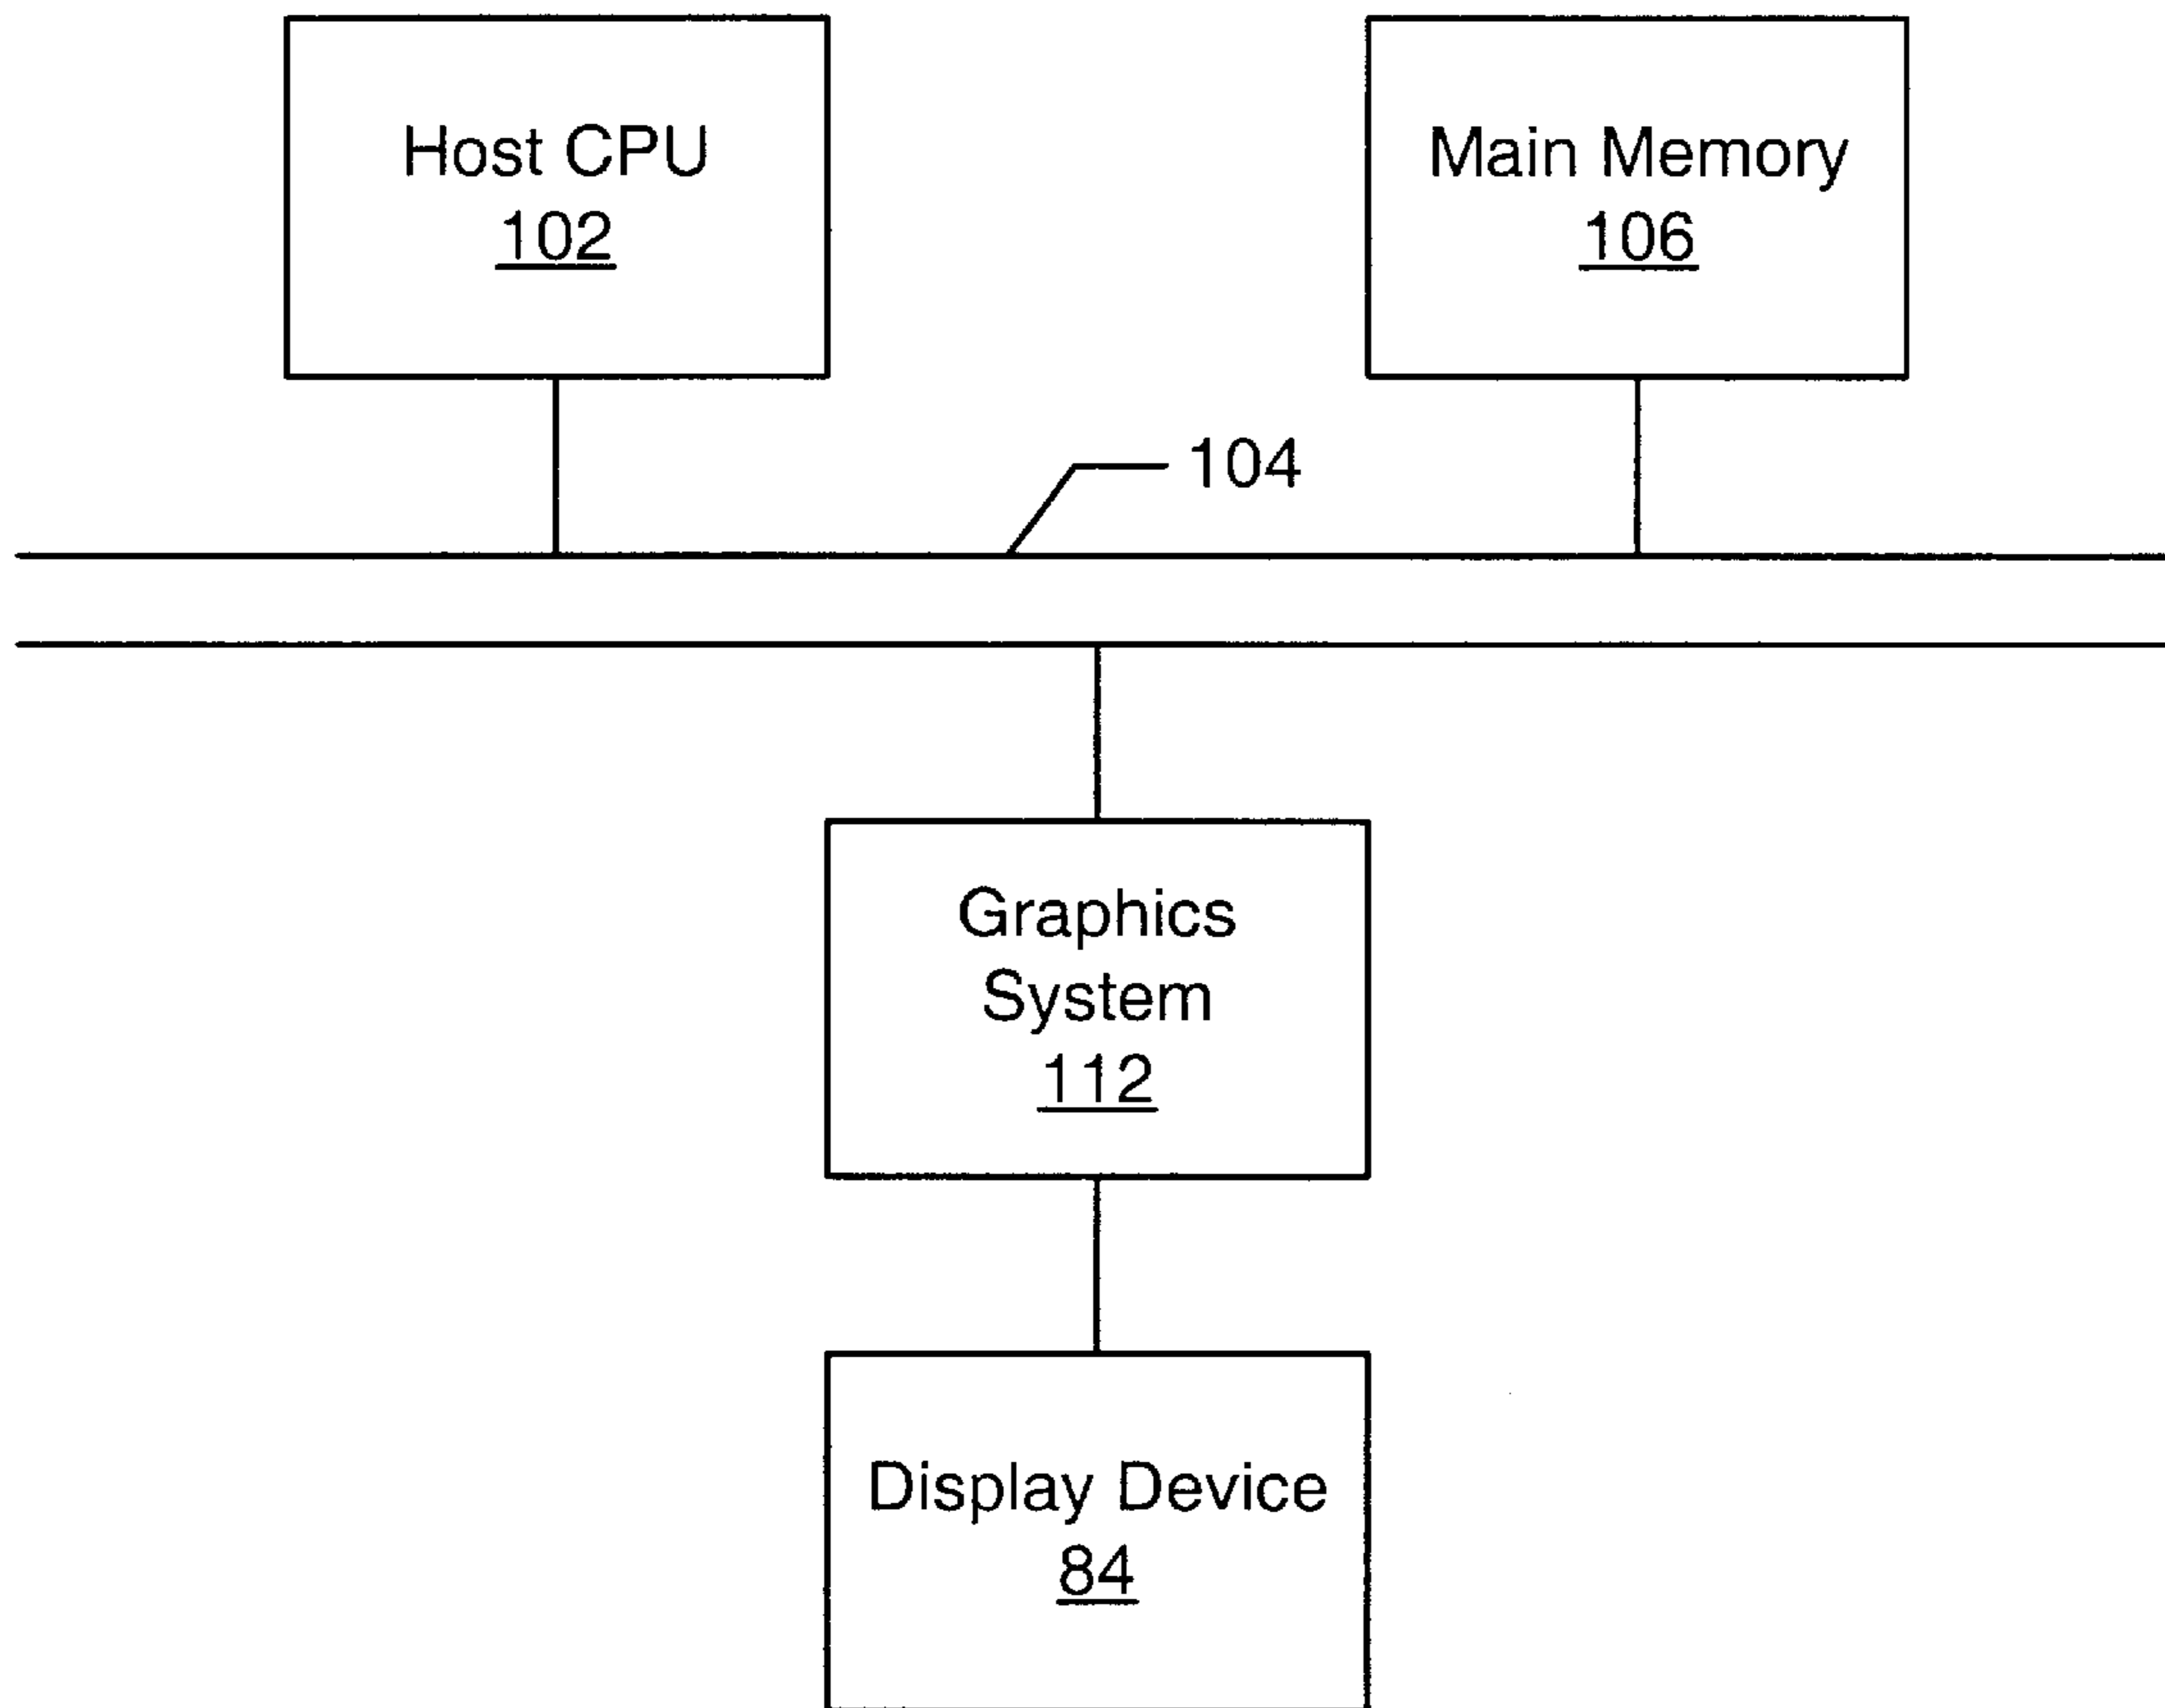 Host CPU
102
Main Memory
106
104
Graphics
System
112
Display Device
84